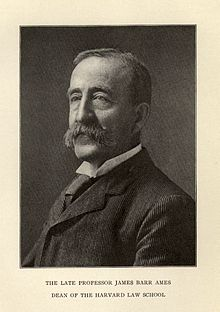 THE LATE PROFESSOR JAMES BARR AMES
DEAN OF THE HARVARD LAW SCHOOL